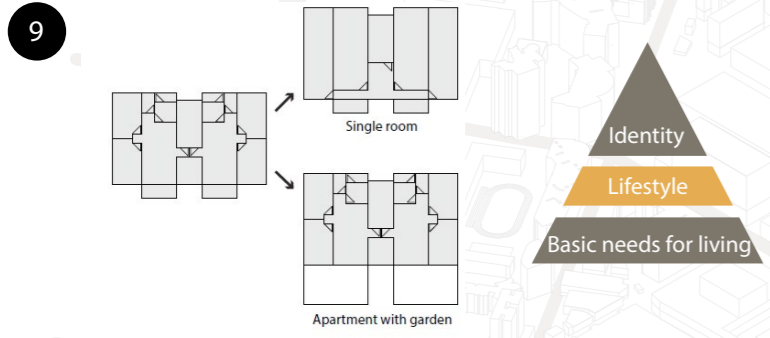 9
Single room
Apartment with garden
Identity
Lifestyle
Basic needs for living